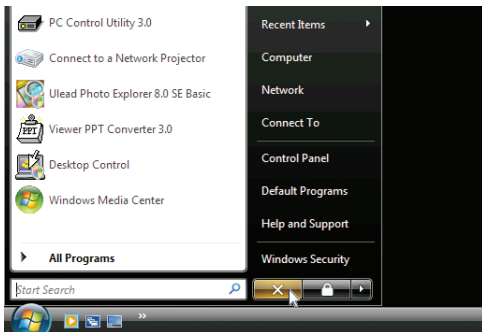 PC Control Utility 3.0
Connect to a Network Projector
Ulead Photo Explorer 8.0 SE Basic
PPT
Viewer PPT Converter 3.0
Desktop Control
Windows Media Center
All Programs
Start Search
Recent Items
Computer
Network
Connect To
Control Panel
Default Programs
Help and Support
Windows Security